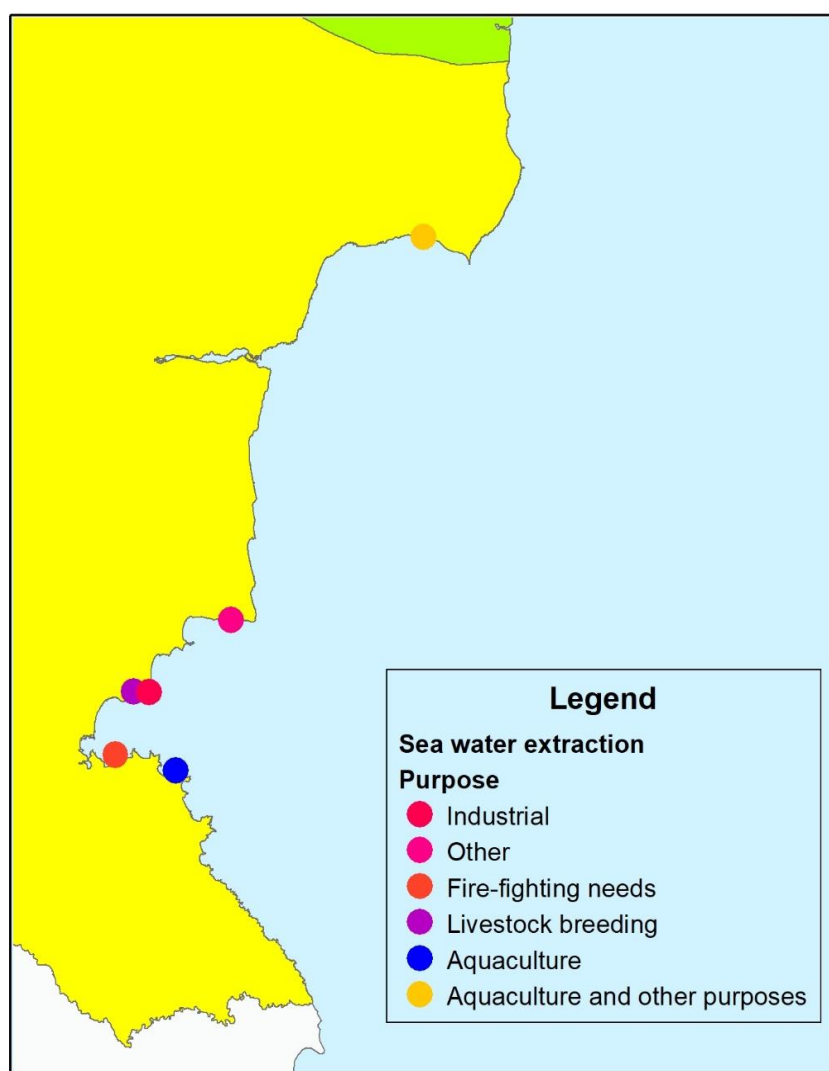 Legend
Sea water extraction
Purpose
Industrial
Other
Fire-fighting needs
Livestock breeding
Aquaculture
Aquaculture and other purposes